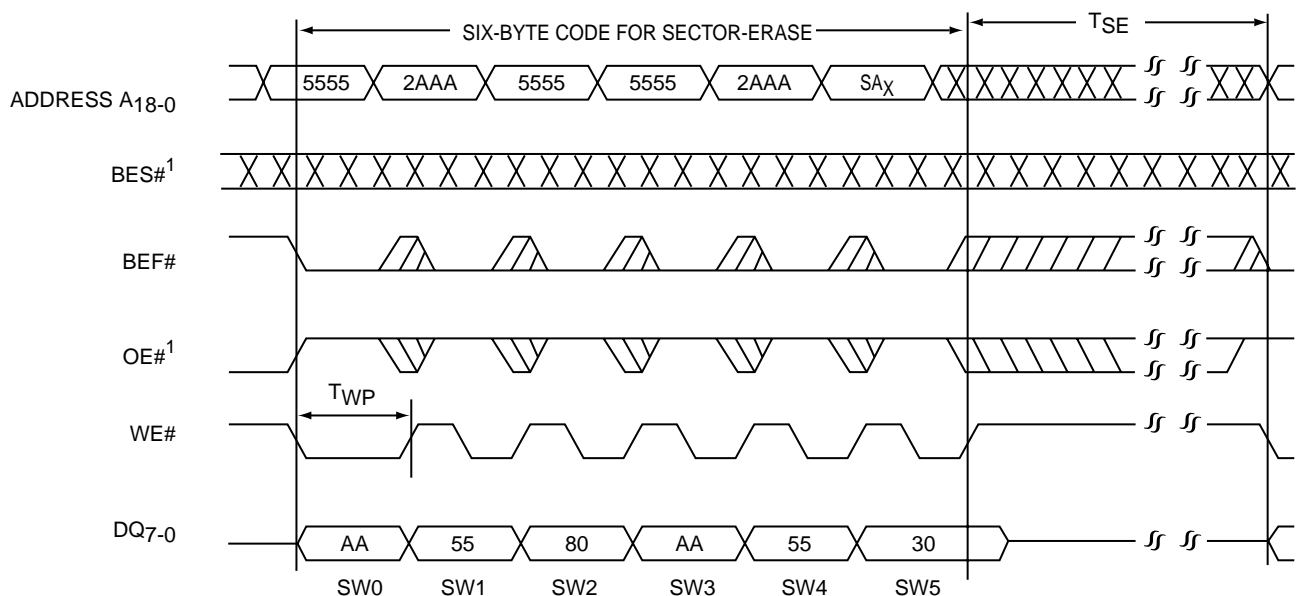 SIX-BYTE CODE FOR SECTOR-ERASE TSE
ADDRESS A18-0 5555 2AAA 5555 5555 2AAA SAX
BES#1
BEF#
OE#1
TWP
WE#
DQ7-0 AA 55 80 AA 55 30
SW0 SW1 SW2 SW3 SW4 SW5